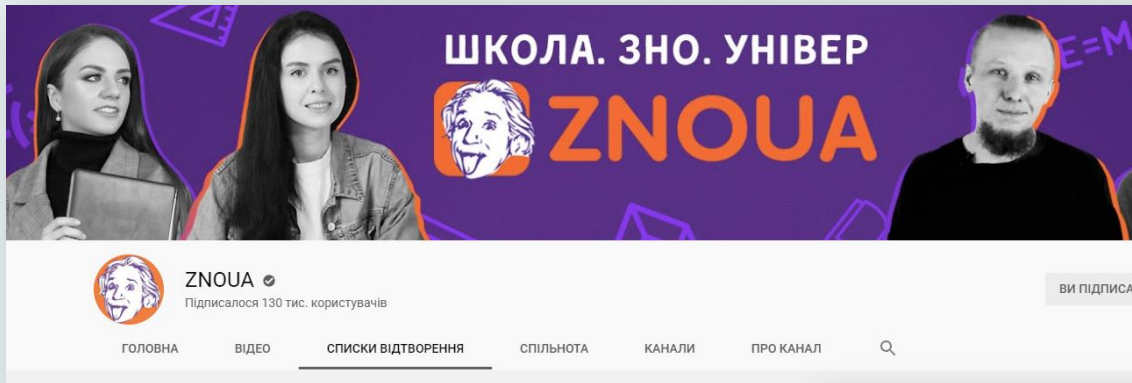 ШКОЛА. ЗНО. УНІВЕР
ZNOUA
E=M
ZNOUA
Підписалося 130 тис. користувачів
ВИ ПІДПИСА
ГОЛОВНА ВІДЕО СПИСКИ ВІДТВОРЕННЯ СПІЛЬНОТА КАНАЛИ ПРО КАНАЛ